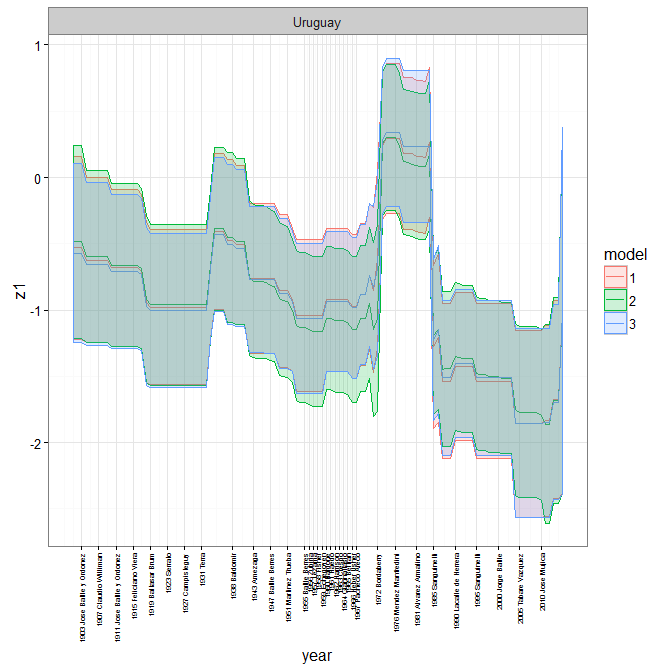 Uruguay
z1
1
0
-1
-2
model
1
2
3
1903 Jose Batlle y Ordonez
1907 Claudio Williman
1911 Jose Batlle y Ordonez
1915 Feliciano Viera
1919 Baltasar Brum
1923 Serrato
1927 Campisteguy
1931 Terra
1938 Baldomir
1943 Amezaga
1947 Batlle Berres
1951 Martinez Trueba
1955 Batlle Berres
1967 Pacheco Areco
1972 Bordaberry
1976 Mendez Manfredini
1981 Alvarez Armalino
1985 Sanguinetti
1990 Lacalle de Herrera
1995 Sanguinetti
2000 Jorge Batlle
2005 Tabare Vazquez
2010 Jose Mujica
year